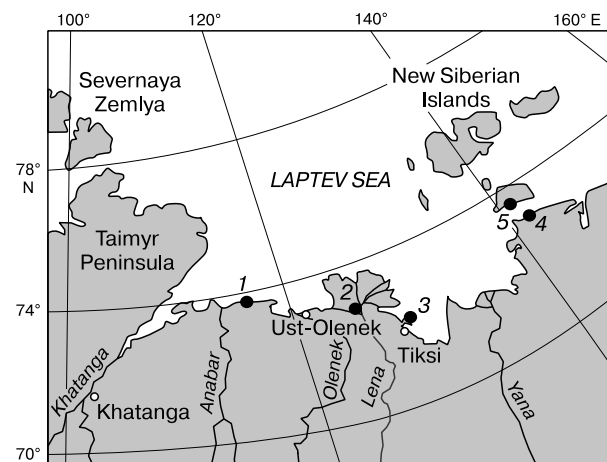 100°
120°
140°
160° E
Severnaya
Zemlya
New Siberian
Islands
78°
N
LAPTEV SEA
Taimyr
Peninsula
5
4
1
2
3
74°
Ust-Olenek
Tiksi
Khatanga
Khatanga
Anabar
Olenek
Lena
Yana
70°